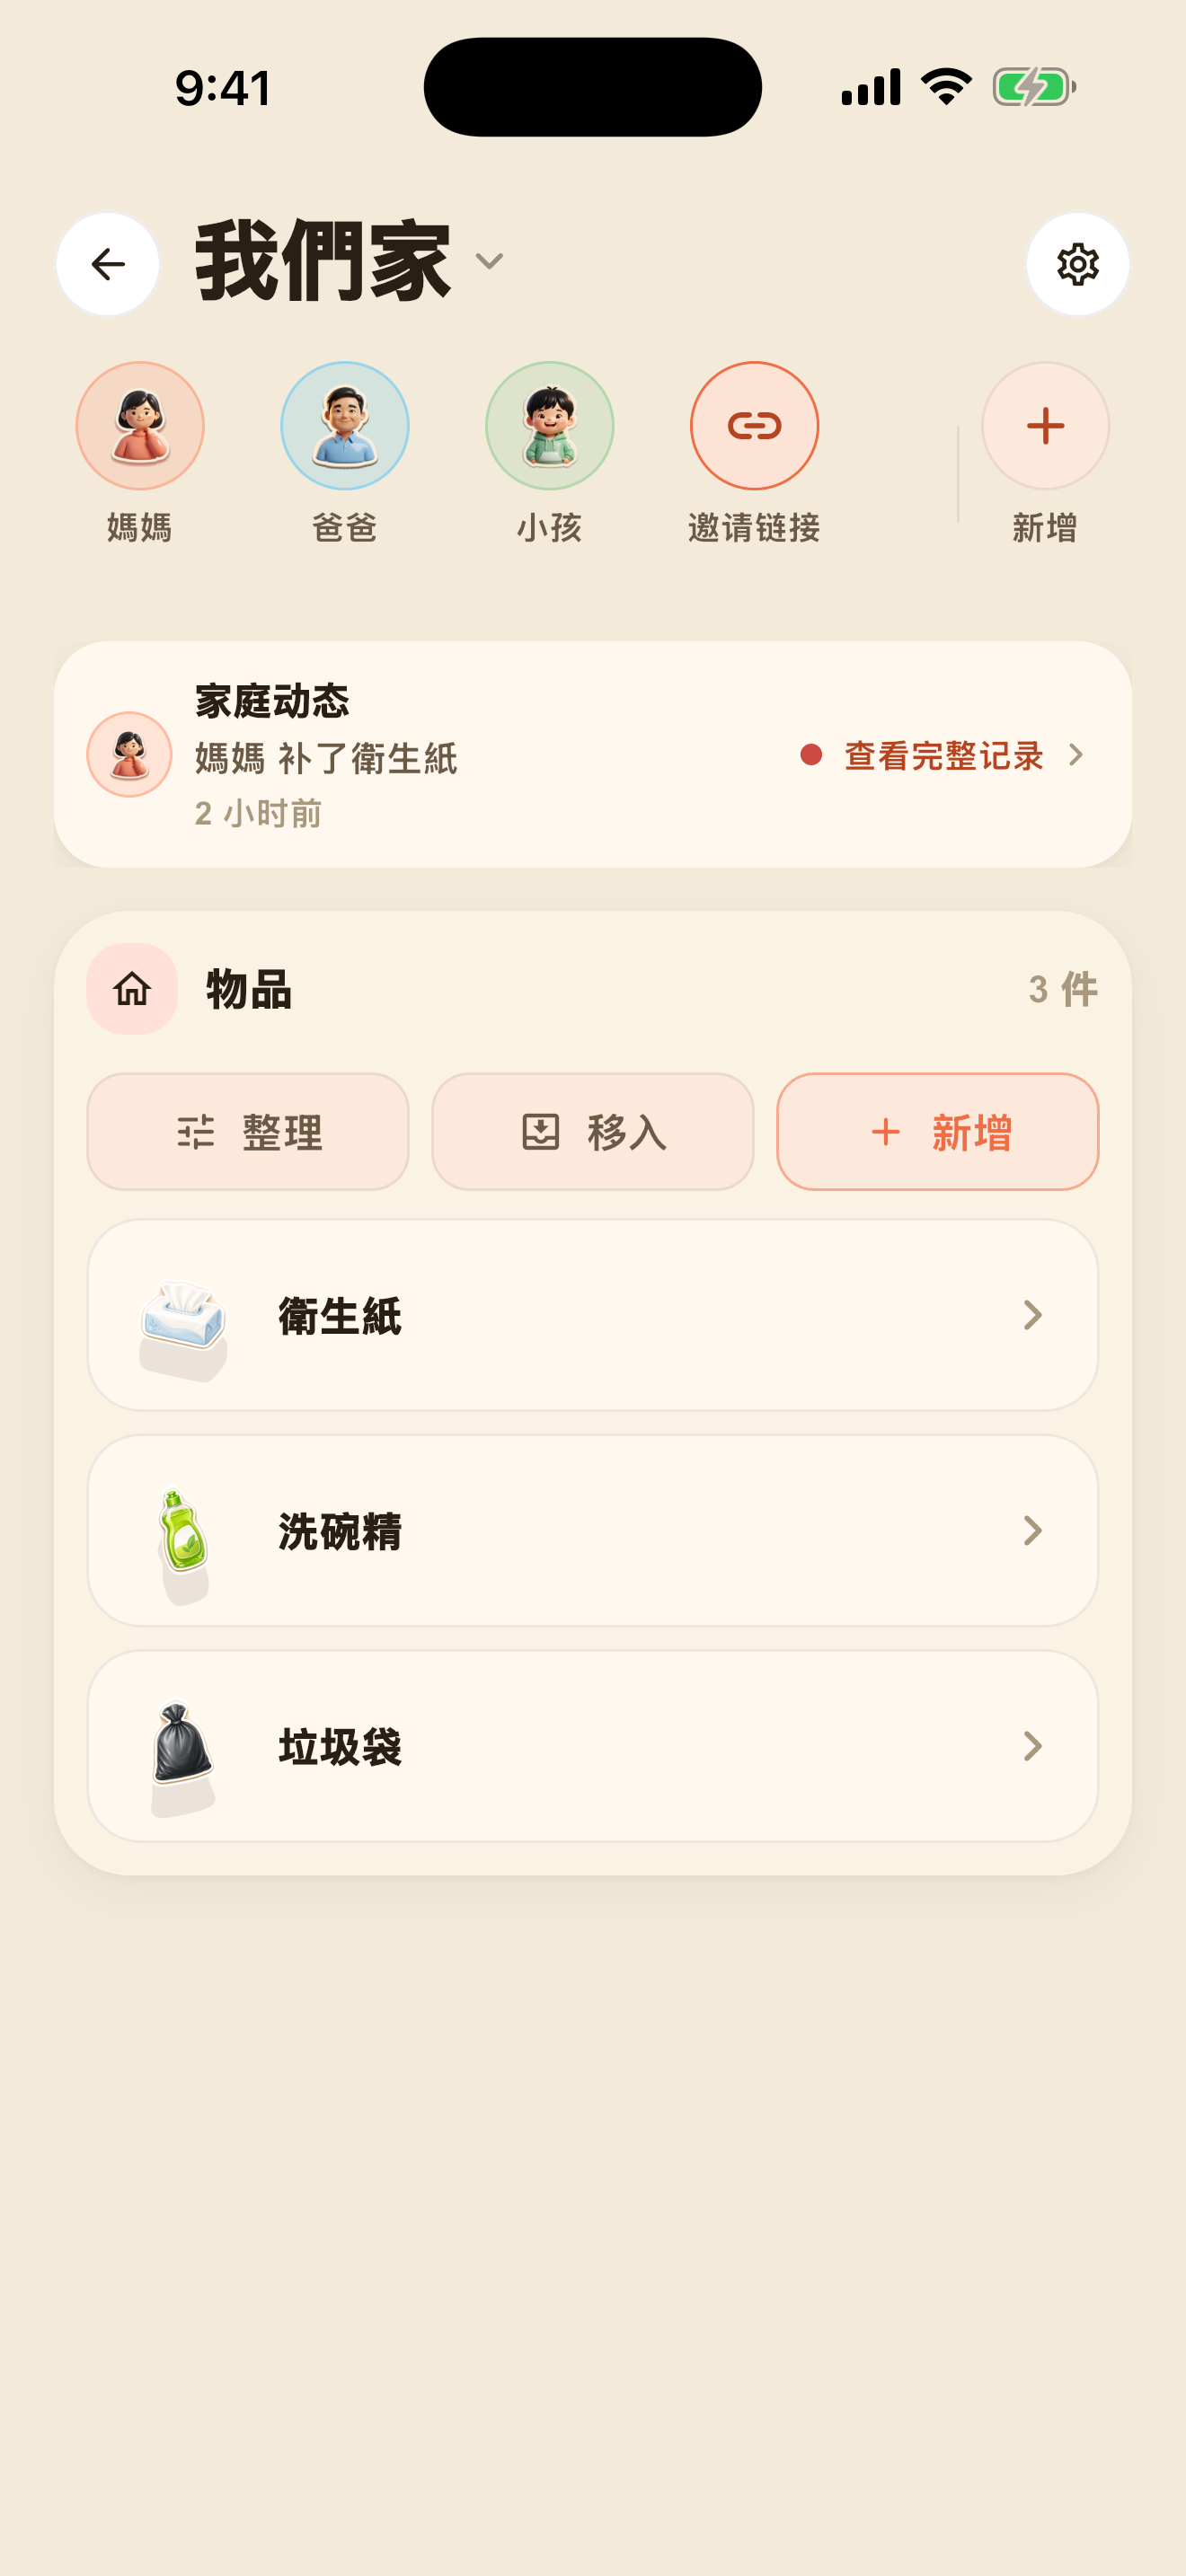 9:41
我們家
媽媽
爸爸
小孩
邀请链接
新增
家庭动态
媽媽 补了衛生紙
2 小时前
查看完整记录
物品
3 件
整理
移入
新增
衛生紙
洗碗精
垃圾袋